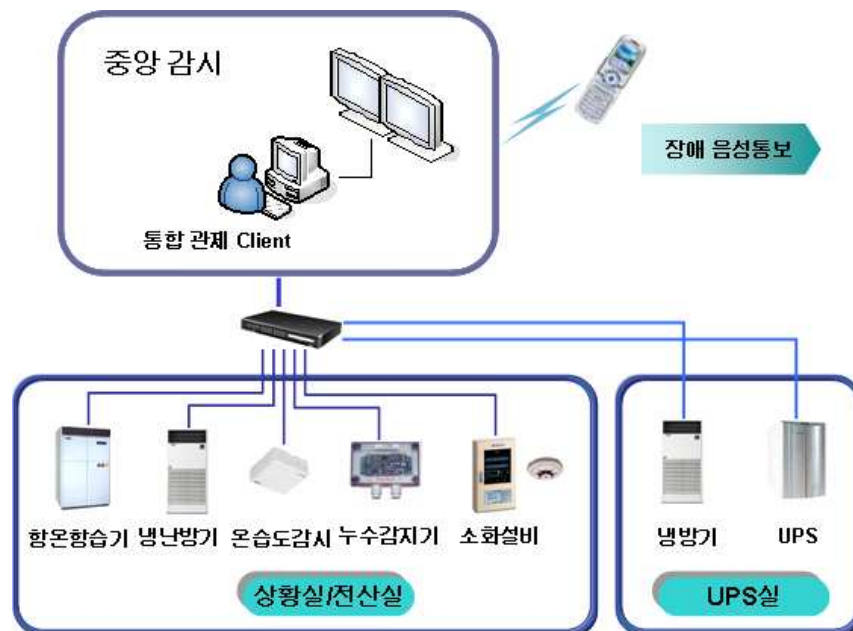 중앙 감시
통합 관제 Client
장애 음성통보
항온항습기 냉난방기 온습도감시 누수감지기 소화설비
상황실/전산실
냉방기 UPS
UPS실